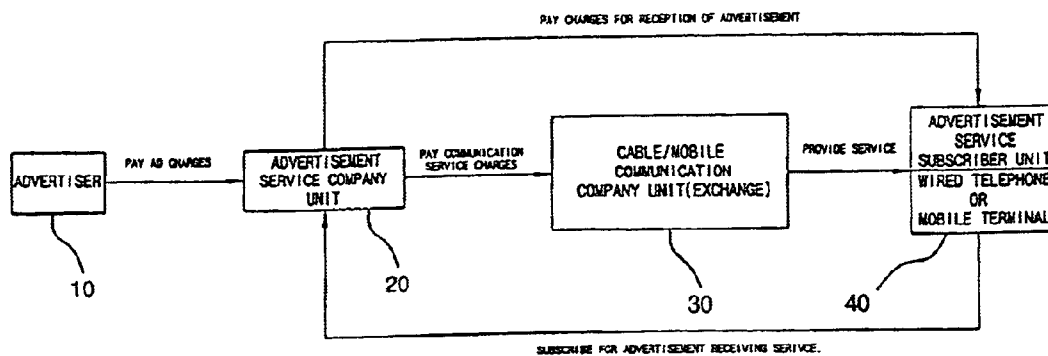 PAY CHARGES FOR RECEPTION OF ADVERTISEMENT
ADVERTISER
PAY AD CHARGES
ADVERTISEMENT
SERVICE COMPANY
UNIT
PAY COMMUNICATION
SERVICE CHARGES
CABLE/MOBILE
COMMUNICATION
COMPANY UNIT(EXCHANGE)
PROVIDE SERVICE
ADVERTISEMENT
SERVICE
SUBSCRIBER UNIT
WIRED TELEPHONE
OR
MOBILE TERMINAL
10
20
30
40
SUBSCRIBE FOR ADVERTISEMENT RECEIVING SERIVCE.